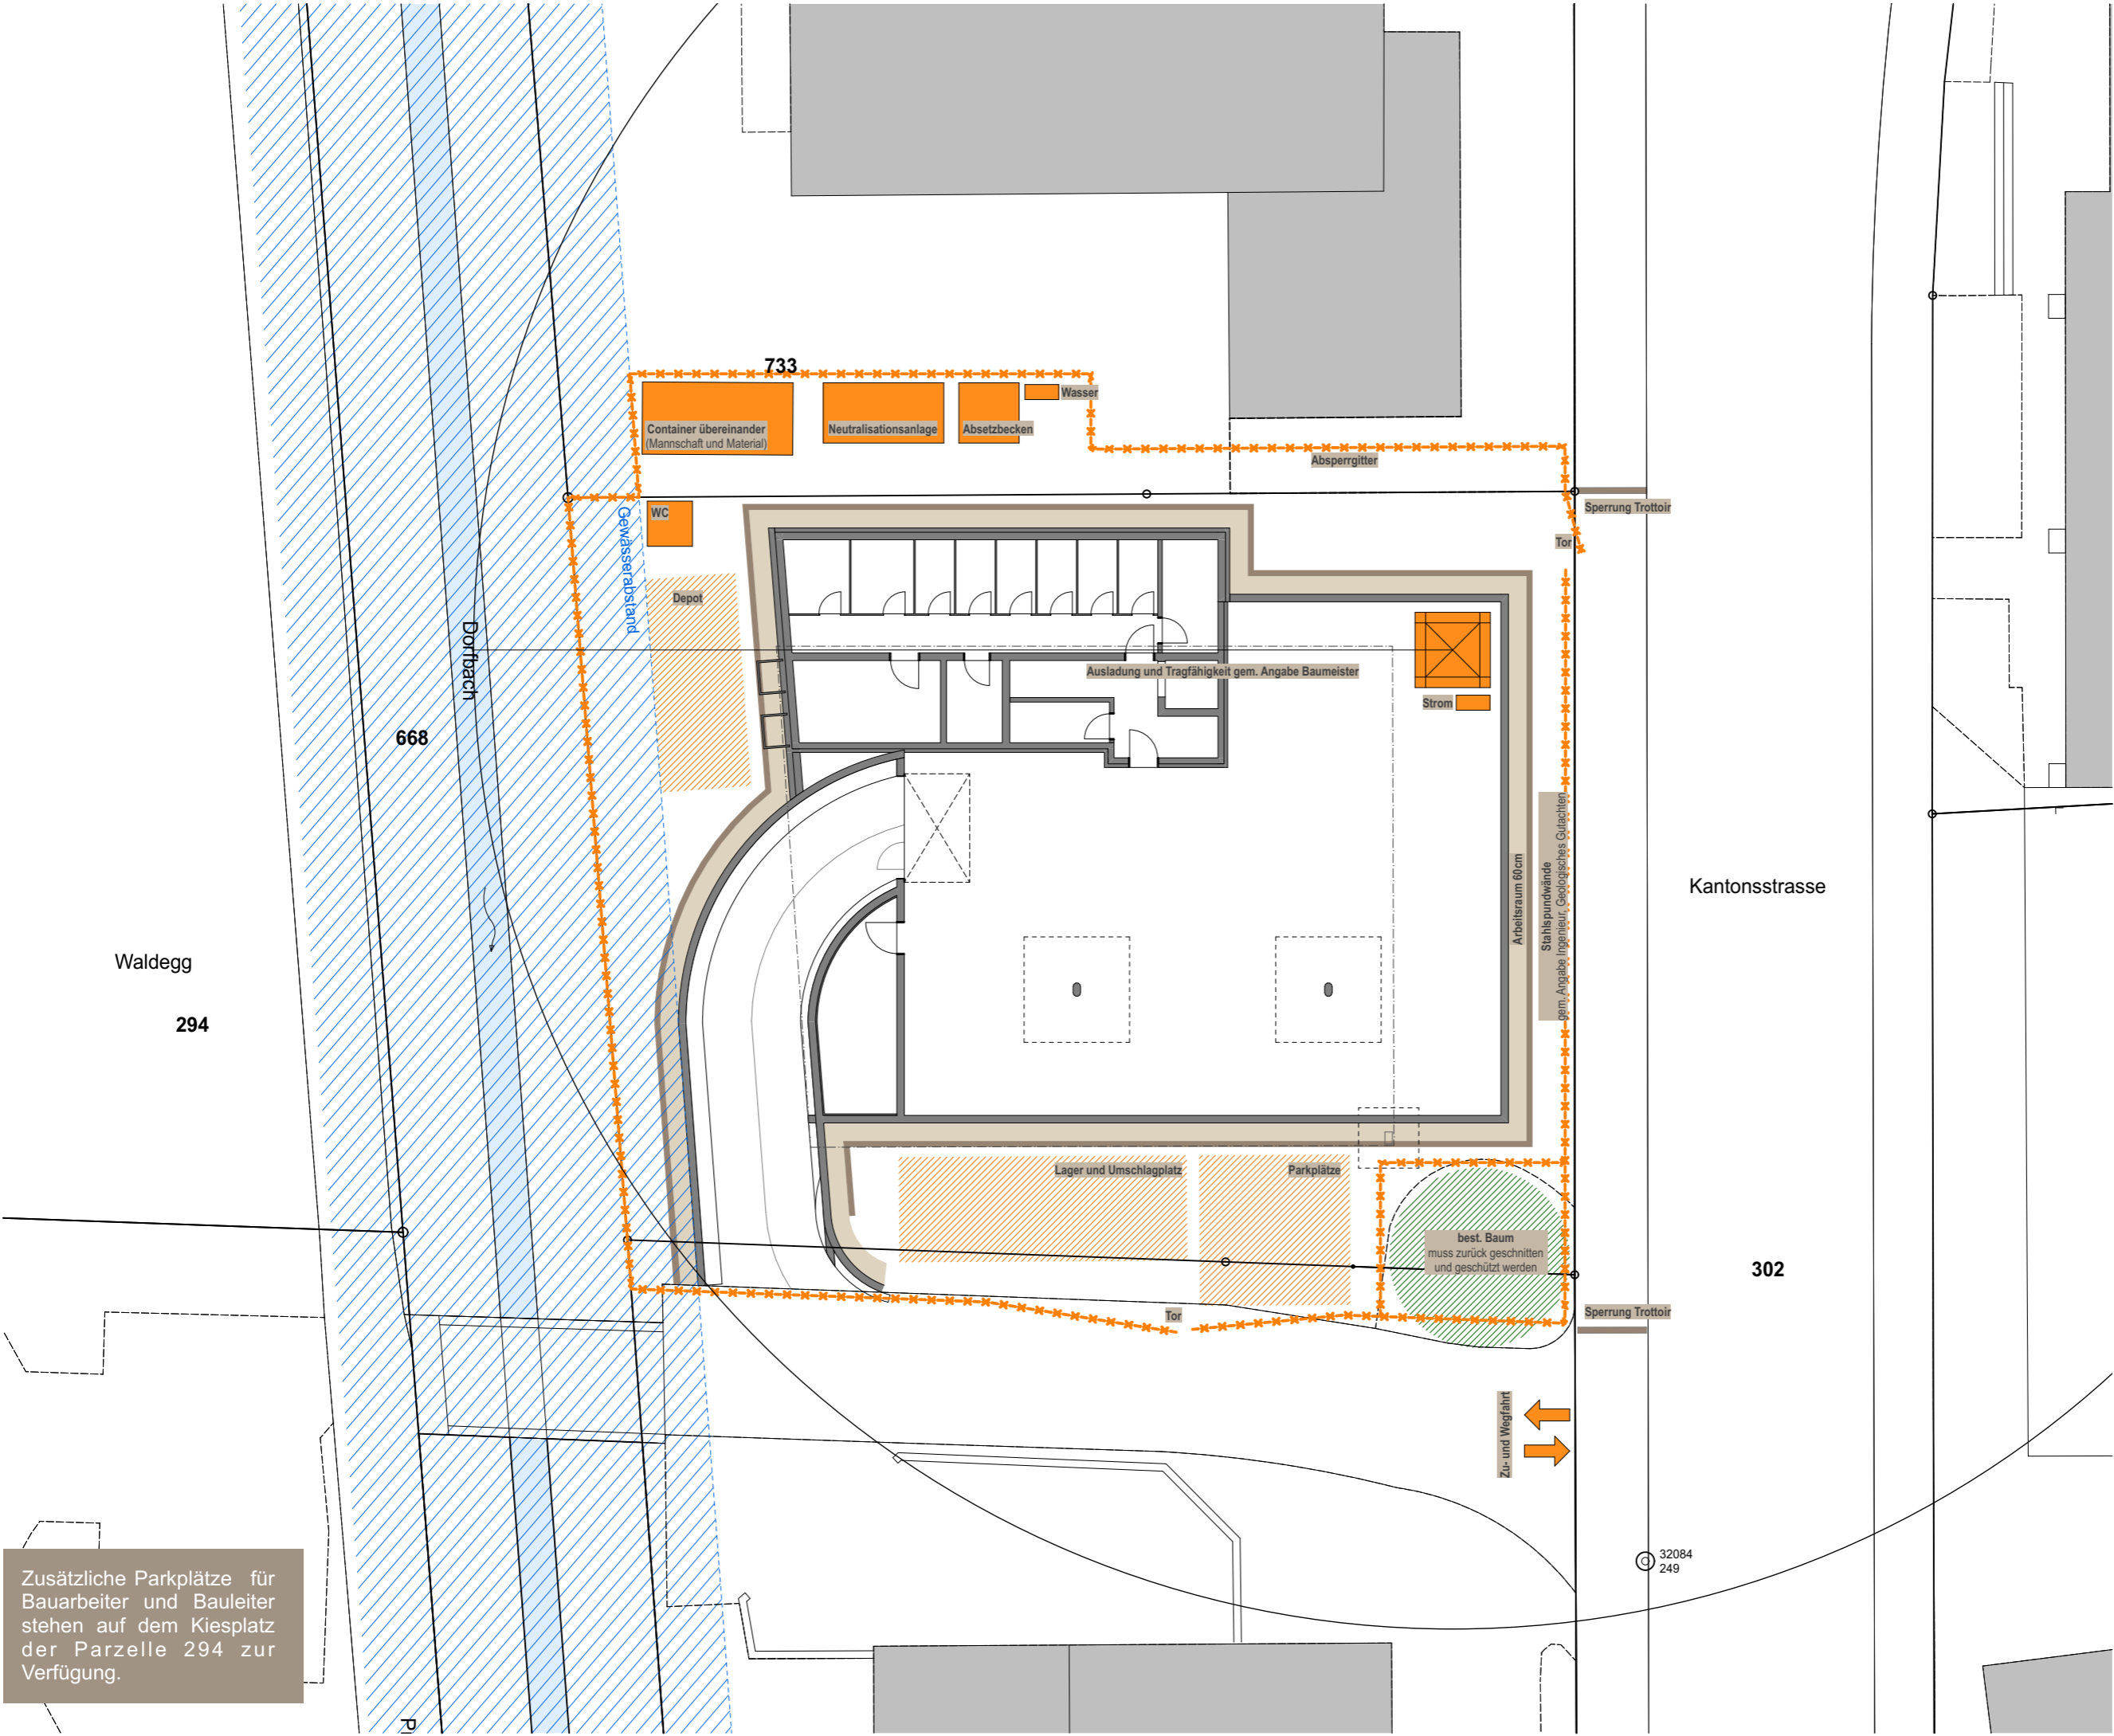 733
Wasser
Container übereinander
(Mannschaft und Material)
Neutralisationsanlage
Absetzbecken
Absperrgitter
Sperrung Trottoir
WC
Tor
Gewässerabstand
Depot
Dorfbach
Ausladung und Tragfähigkeit gem. Angabe Baumeister
Strom
668
Arbeitsraum 60cm
Stahlspundwände
gem. Angabe Ingenieur, Geologisches Gutachten
Kantonsstrasse
Waldegg
294
Lager und Umschlagplatz
Parkplätze
best. Baum
muss zurück geschnitten
und geschützt werden
302
Sperrung Trottoir
Tor
Zu- und Wegfahrt
32084
249
Zusätzliche Parkplätze für
Bauarbeiter und Bauleiter
stehen auf dem Kiesplatz
der Parzelle 294 zur
Verfügung.